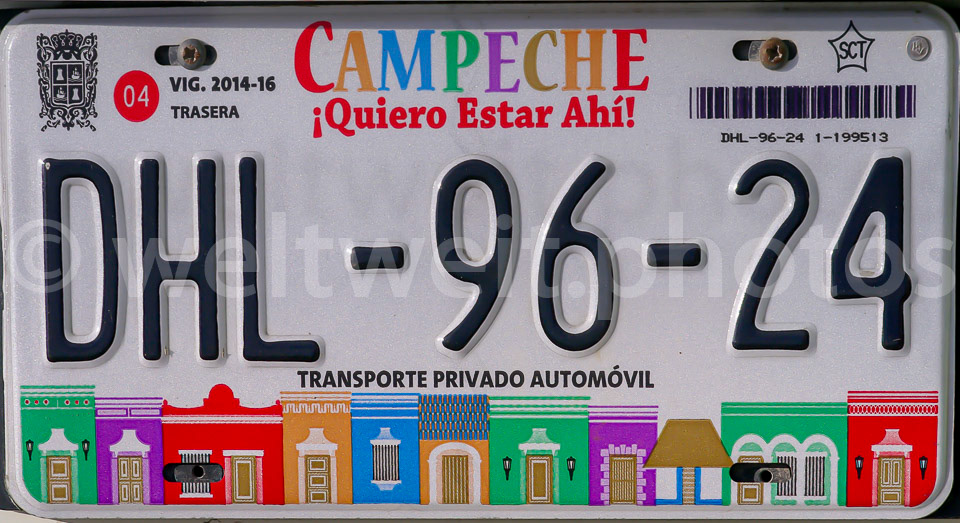 CAMPECHE
¡Quiero Estar Ahí!
04
VIG. 2014-16
TRASERA
SCT
DHL-96-24 1-199513
DHL-96-24
© weltweit.photos
TRANSPORTE PRIVADO AUTOMÓVIL